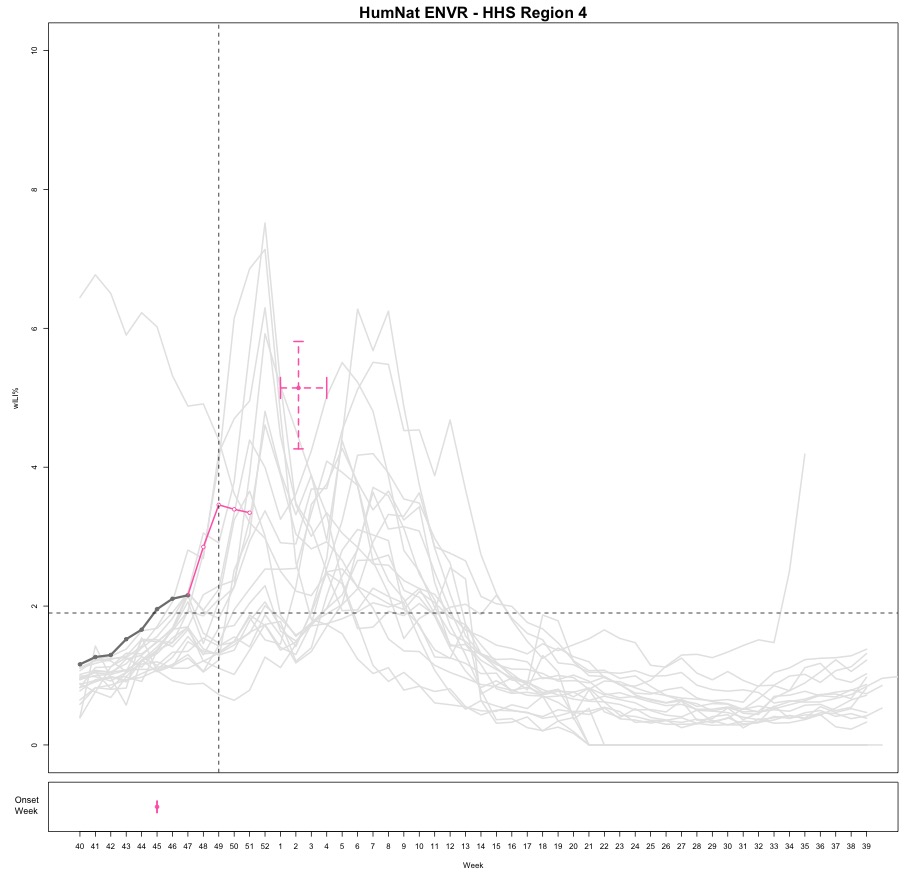 HumNat ENVR - HHS Region 4
10
8
6
4
2
0
wILI%
Onset
Week
40 41 42 43 44 45 46 47 48 49 50 51 52 1 2 3 4 5 6 7 8 9 10 11 12 13 14 15 16 17 18 19 20 21 22 23 24 25 26 27 28 29 30 31 32 33 34 35 36 37 38 39
Week